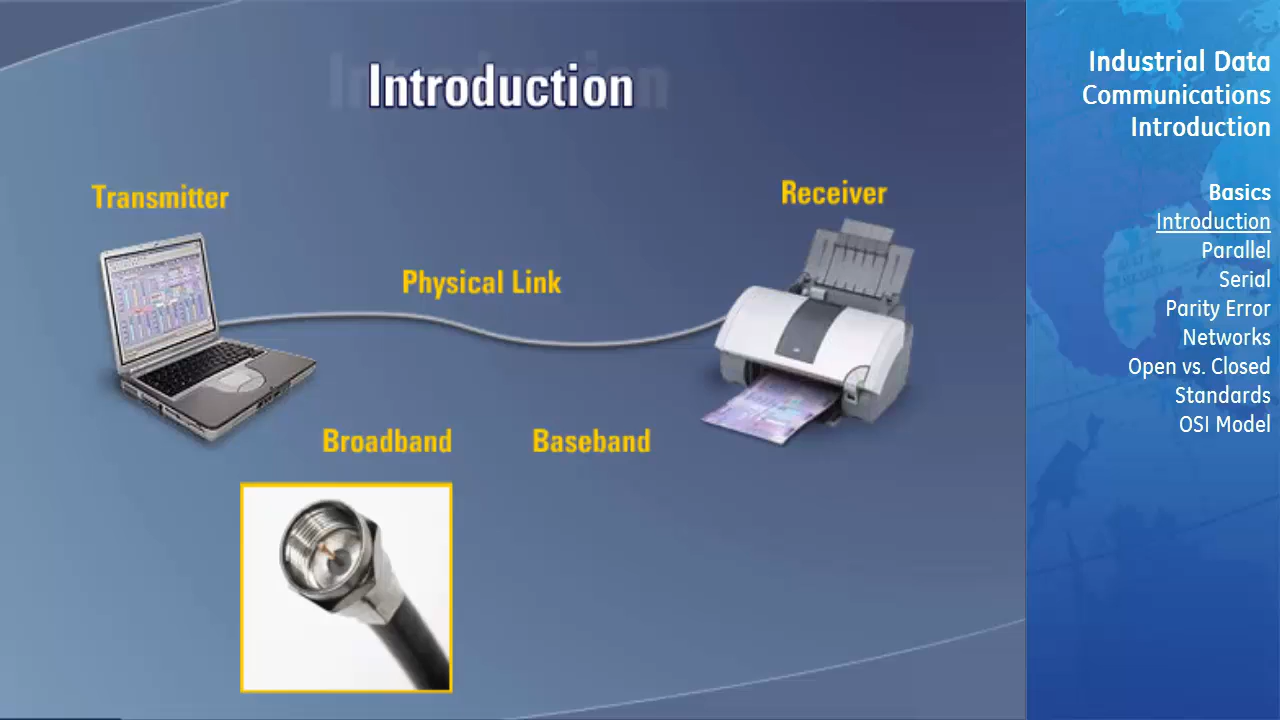 Introduction
Transmitter
Receiver
Physical Link
Broadband
Baseband
Industrial Data
Communications
Introduction
Basics
Introduction
Parallel
Serial
Parity Error
Networks
Open vs. Closed
Standards
OSI Model